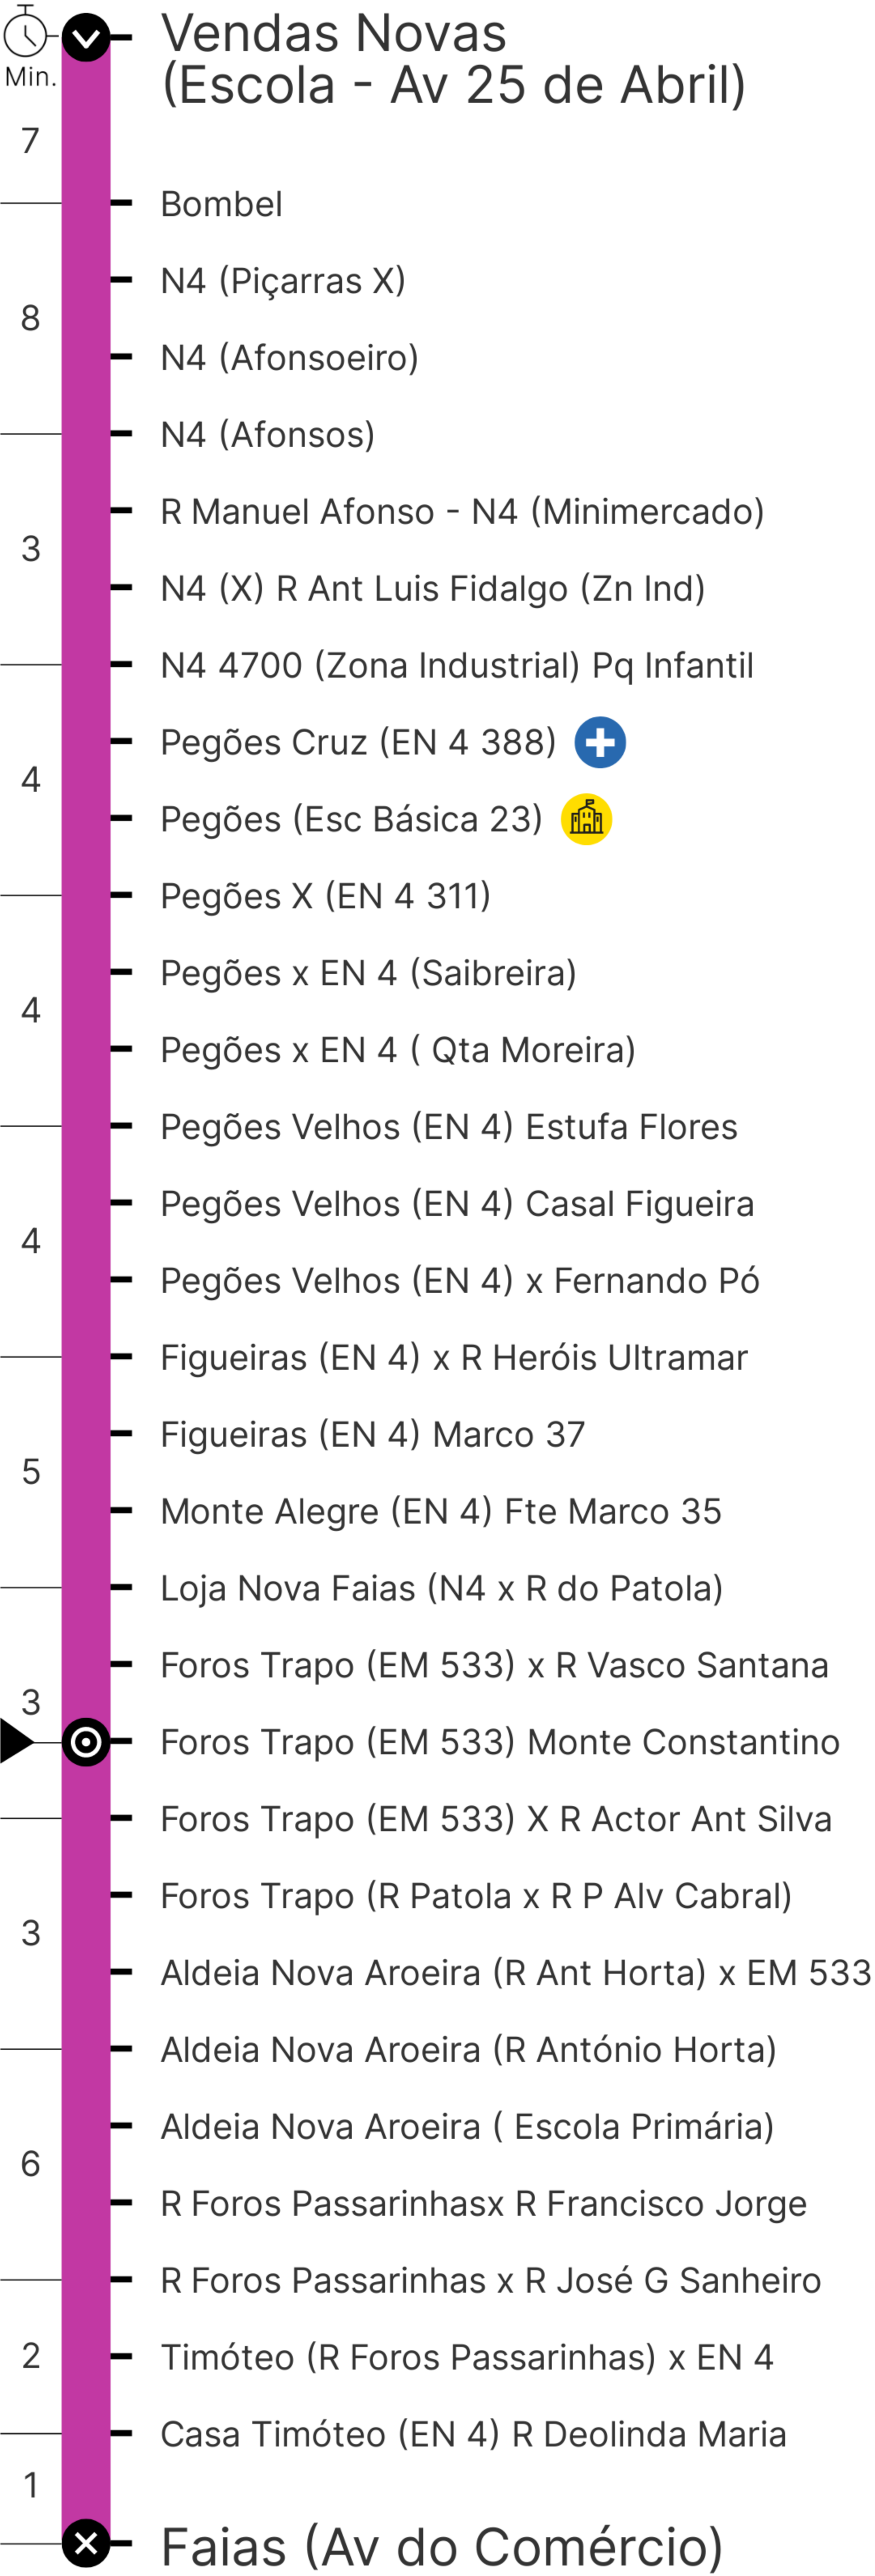 Min.
Vendas Novas
(Escola - Av 25 de Abril)
7
Bombel
N4 (Piçarras X)
8
N4 (Afonsoeiro)
N4 (Afonsos)
R Manuel Afonso - N4 (Minimercado)
3
N4 (X) R Ant Luis Fidalgo (Zn Ind)
N4 4700 (Zona Industrial) Pq Infantil
Pegões Cruz (EN 4 388)
4
Pegões (Esc Básica 23)
Pegões X (EN 4 311)
Pegões x EN 4 (Saibreira)
4
Pegões x EN 4 ( Qta Moreira)
Pegões Velhos (EN 4) Estufa Flores
Pegões Velhos (EN 4) Casal Figueira
4
Pegões Velhos (EN 4) x Fernando Pó
Figueiras (EN 4) x R Heróis Ultramar
Figueiras (EN 4) Marco 37
5
Monte Alegre (EN 4) Fte Marco 35
Loja Nova Faias (N4 x R do Patola)
Foros Trapo (EM 533) x R Vasco Santana
3
Foros Trapo (EM 533) Monte Constantino
Foros Trapo (EM 533) X R Actor Ant Silva
Foros Trapo (R Patola x R P Alv Cabral)
3
Aldeia Nova Aroeira (R Ant Horta) x EM 533
Aldeia Nova Aroeira (R António Horta)
Aldeia Nova Aroeira ( Escola Primária)
6
R Foros Passarinhasx R Francisco Jorge
R Foros Passarinhas x R José G Sanheiro
2
Timóteo (R Foros Passarinhas) x EN 4
Casa Timóteo (EN 4) R Deolinda Maria
1
Faias (Av do Comércio)